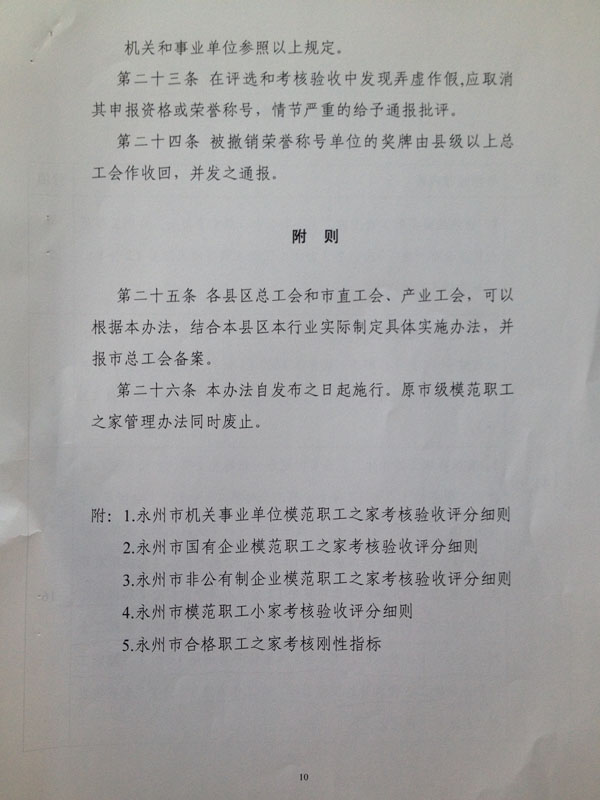 机关和事业单位参照以上规定。
第二十三条 在评选和考核验收中发现弄虚作假,应取消
其申报资格或荣誉称号，情节严重的给予通报批评。
第二十四条 被撤销荣誉称号单位的奖牌由县级以上总
工会作收回，并发之通报。
附 则
第二十五条 各县区总工会和市直工会、产业工会，可以
根据本办法，结合本县区本行业实际制定具体实施办法，并
报市总工会备案。
第二十六条 本办法自发布之日起施行。原市级模范职工
之家管理办法同时废止。
附：1.永州市机关事业单位模范职工之家考核验收评分细则
2.永州市国有企业模范职工之家考核验收评分细则
3.永州市非公有制企业模范职工之家考核验收评分细则
4.永州市模范职工小家考核验收评分细则
5.永州市合格职工之家考核刚性指标
10